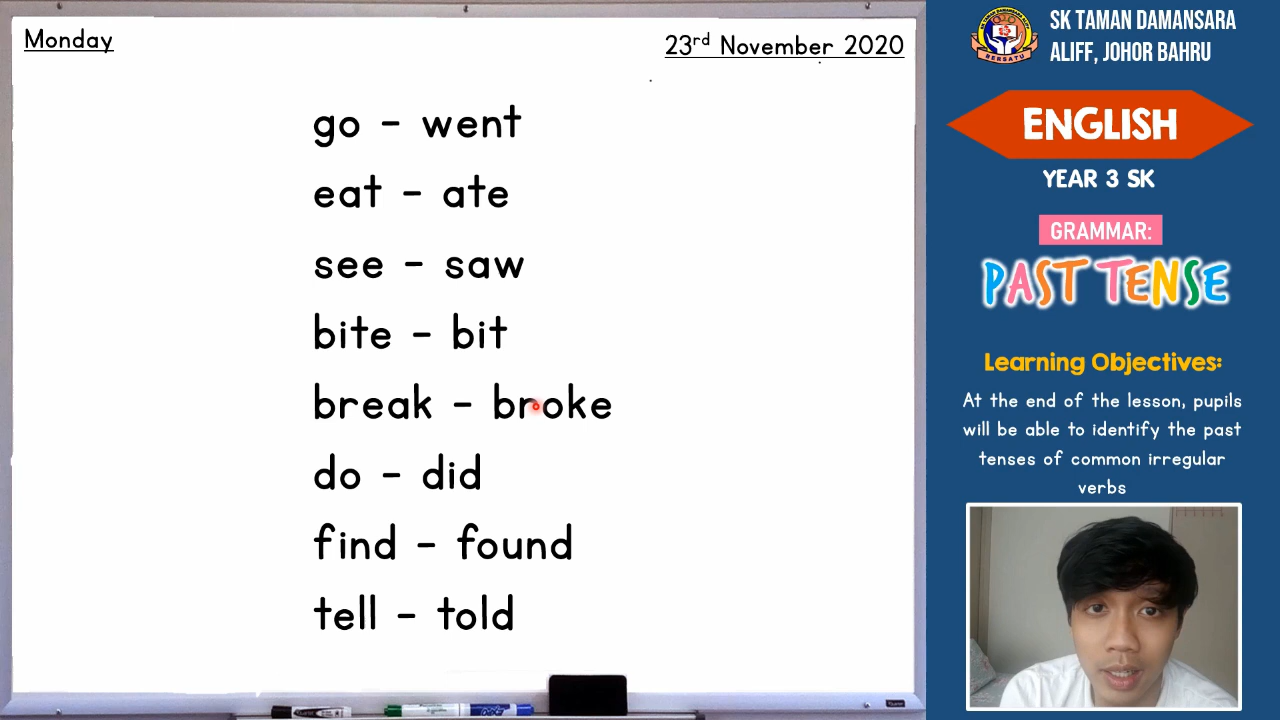 Monday
23rd November 2020
go - went
eat - ate
see - saw
bite - bit
break - broke
do - did
find - found
tell - told
SK TAMAN DAMANSARA
ALIFF, JOHOR BAHRU
BERSATU
ENGLISH
YEAR 3 SK
GRAMMAR:
PAST TENSE
Learning Objectives:
At the end of the lesson, pupils
will be able to identify the past
tenses of common irregular
verbs